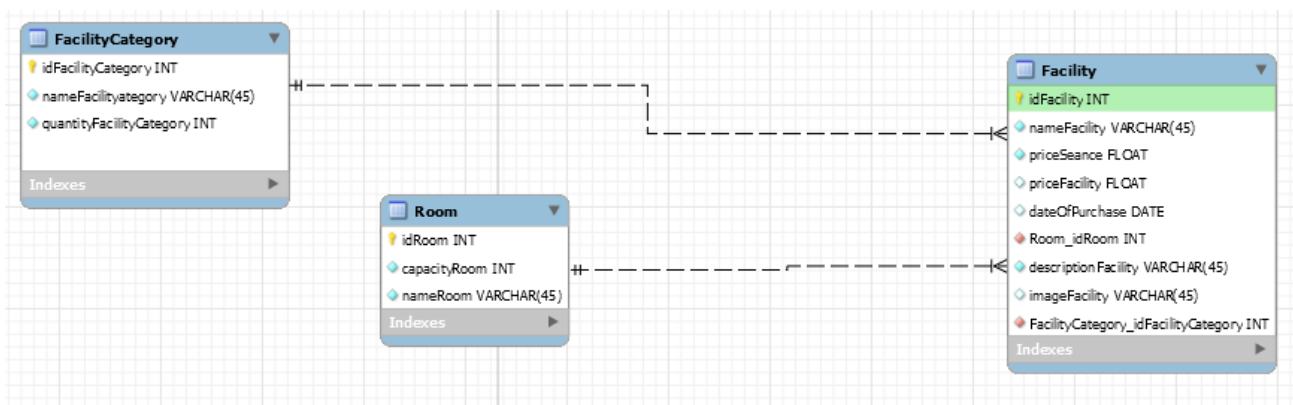 FacilityCategory
idFacilityCategory INT
nameFacilityategory VARCHAR(45)
quantityFacilityCategory INT
Indexes
Room
idRoom INT
capacityRoom INT
nameRoom VARCHAR(45)
Indexes
Facility
idFacility INT
nameFacility VARCHAR(45)
priceSeance FLOAT
priceFacility FLOAT
dateOfPurchase DATE
Room_idRoom INT
descriptionFacility VARCHAR(45)
imageFacility VARCHAR(45)
FacilityCategory_idFacilityCategory INT
Indexes